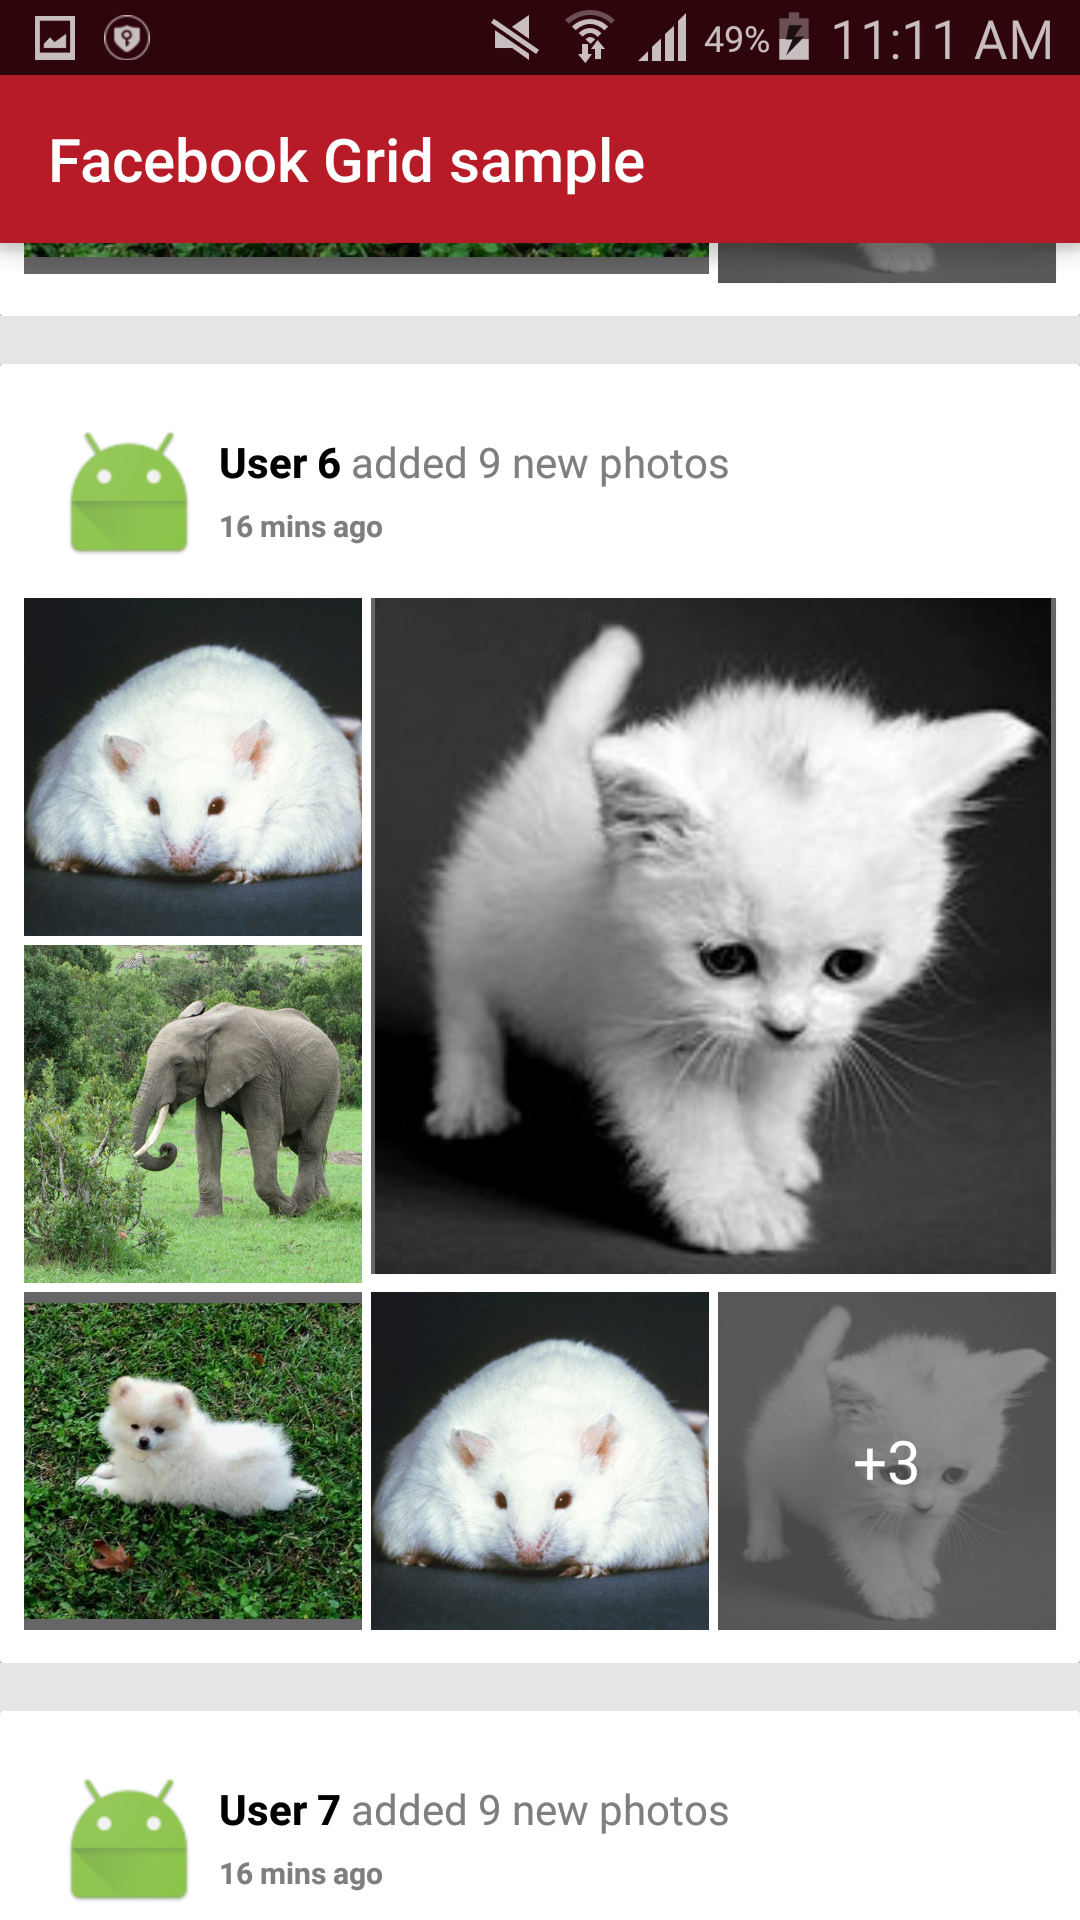 49% 11:11 AM
Facebook Grid sample
User 6 added 9 new photos
16 mins ago
+3
User 7 added 9 new photos
16 mins ago